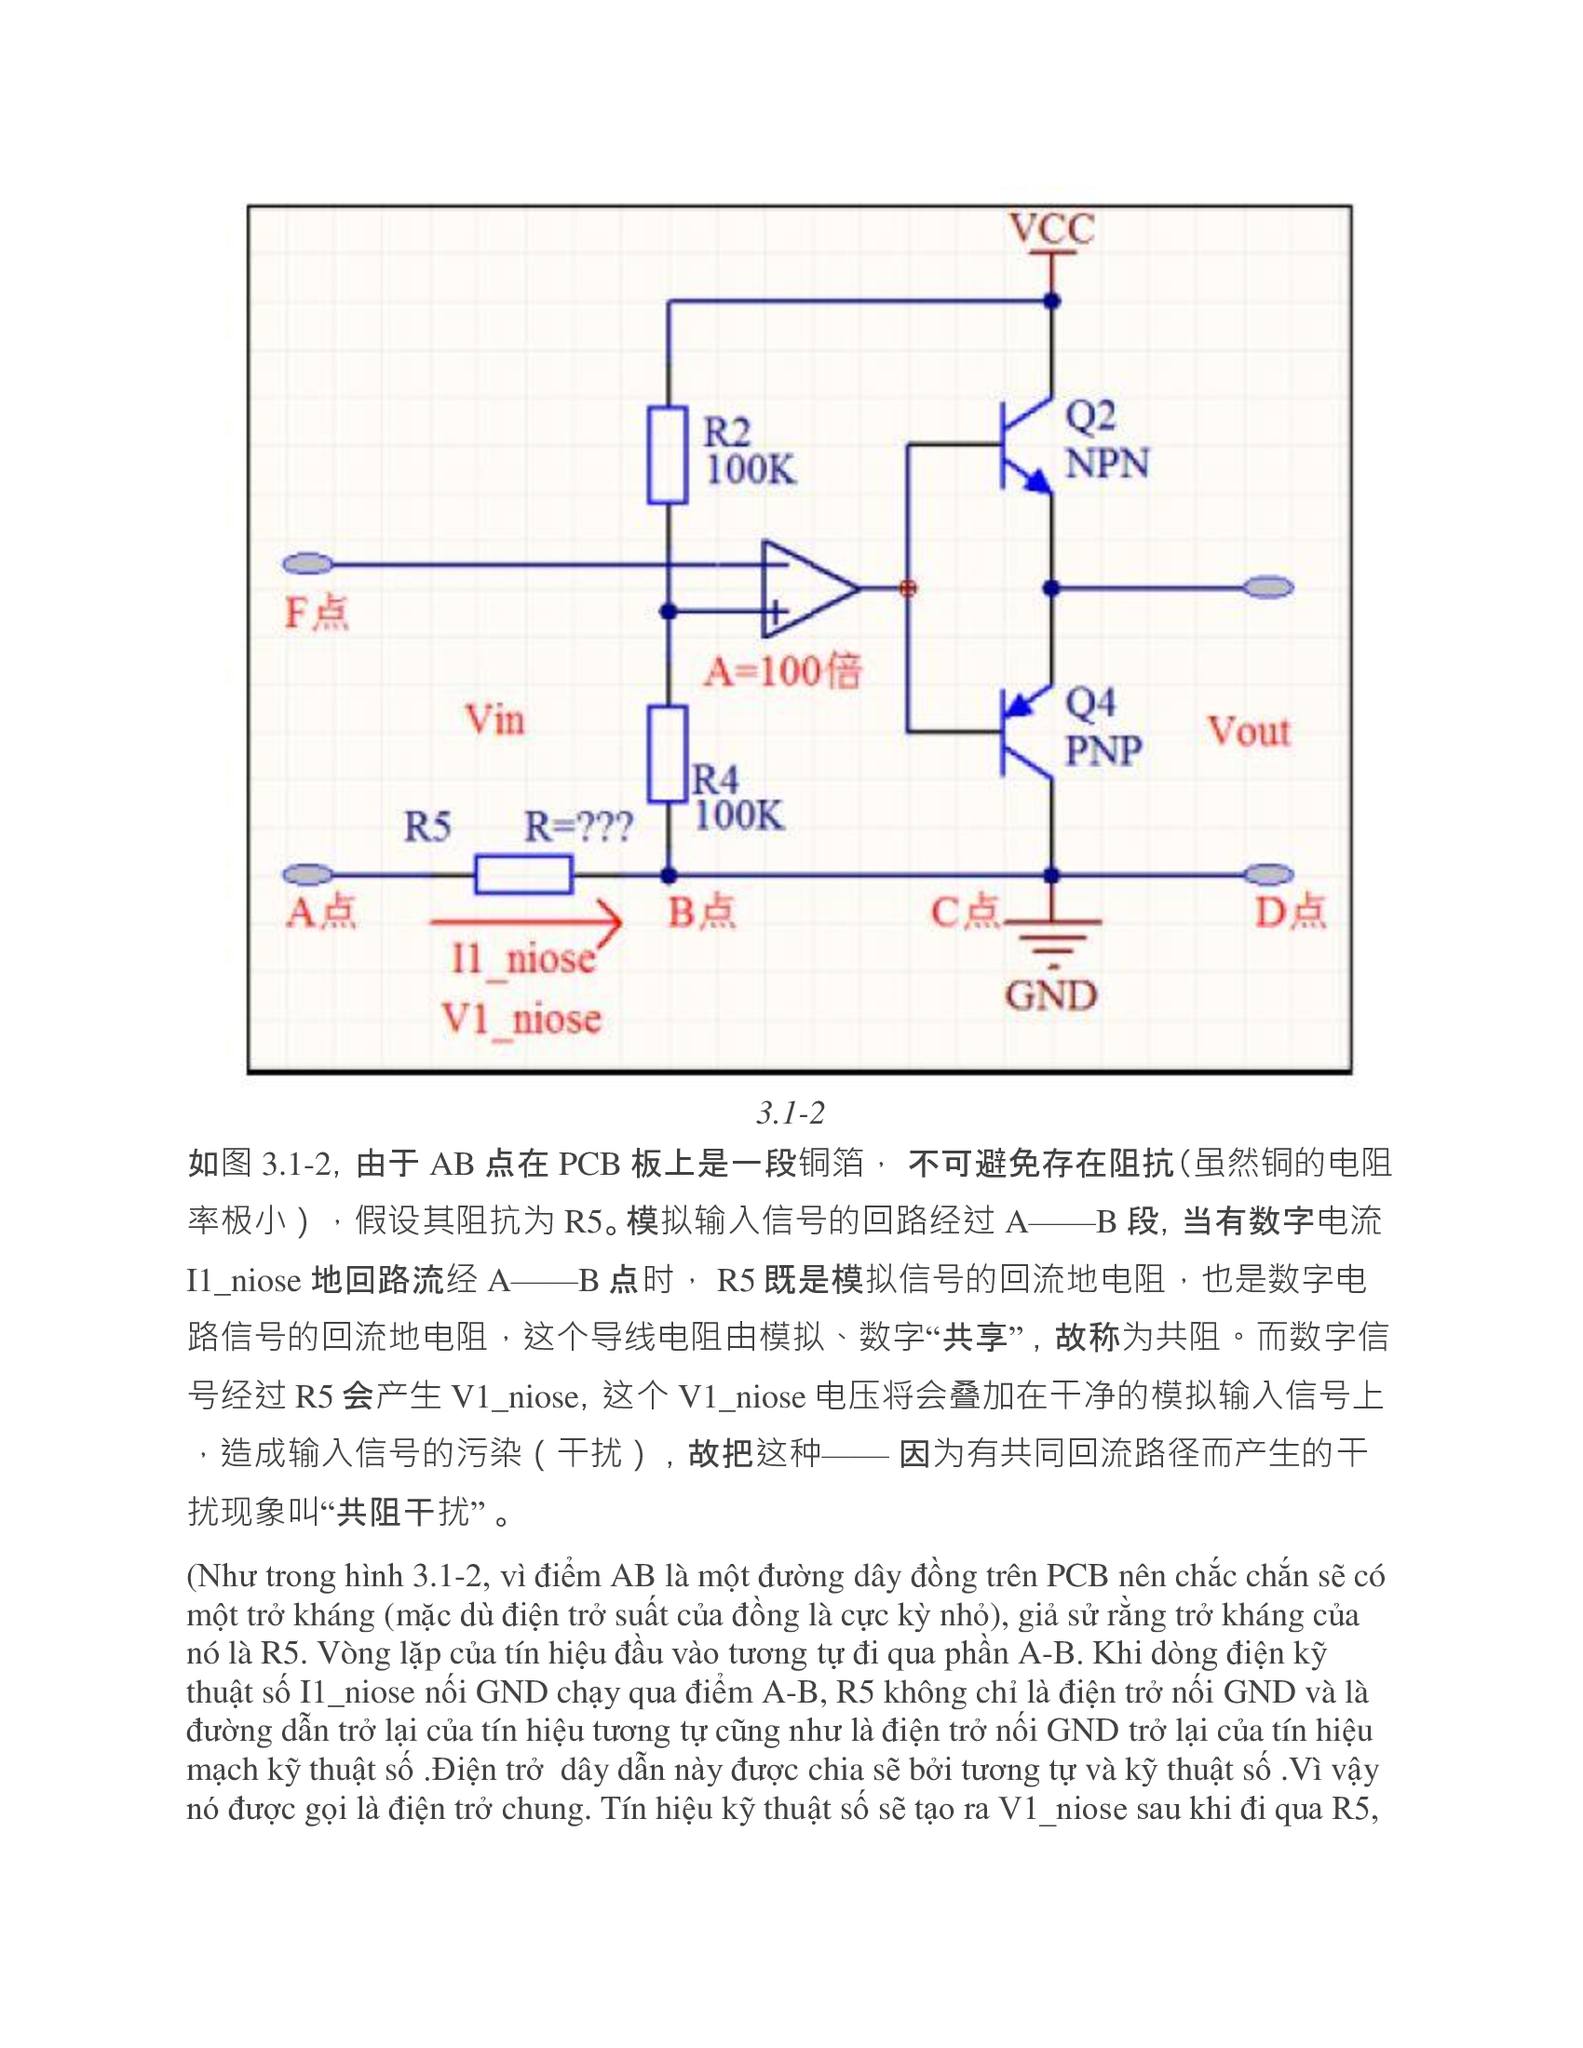 VCC
R2
100K
Q2
NPN
F点
A=100倍
Vin
Q4
PNP
Vout
R4
100K
R5 R=???
A点
B点
C点
D点
I1_niose
V1_niose
GND
3.1-2
如图 3.1-2, 由于 AB 点在 PCB 板上是一段铜箔， 不可避免存在阻抗（虽然铜的电阻
率极小），假设其阻抗为 R5。模拟输入信号的回路经过 A——B 段, 当有数字电流
I1_niose 地回路流经 A——B 点时， R5 既是模拟信号的回流地电阻，也是数字电
路信号的回流地电阻，这个导线电阻由模拟、数字“共享”, 故称为共阻。而数字信
号经过 R5 会产生 V1_niose, 这个 V1_niose 电压将会叠加在干净的模拟输入信号上
，造成输入信号的污染（干扰）, 故把这种—— 因为有共同回流路径而产生的干
扰现象叫“共阻干扰”。
(Như trong hình 3.1-2, vì điểm AB là một đường dây đồng trên PCB nên chắc chắn sẽ có
một trở kháng (mặc dù điện trở suất của đồng là cực kỳ nhỏ), giả sử rằng trở kháng của
nó là R5. Vòng lặp của tín hiệu đầu vào tương tự đi qua phần A-B. Khi dòng điện kỹ
thuật số I1_niose nối GND chạy qua điểm A-B, R5 không chỉ là điện trở nối GND và là
đường dẫn trở lại của tín hiệu tương tự cũng như là điện trở nối GND trở lại của tín hiệu
mạch kỹ thuật số .Điện trở  dây dẫn này được chia sẽ bởi tương tự và kỹ thuật số .Vì vậy
nó được gọi là điện trở chung. Tín hiệu kỹ thuật số sẽ tạo ra V1_niose sau khi đi qua R5,